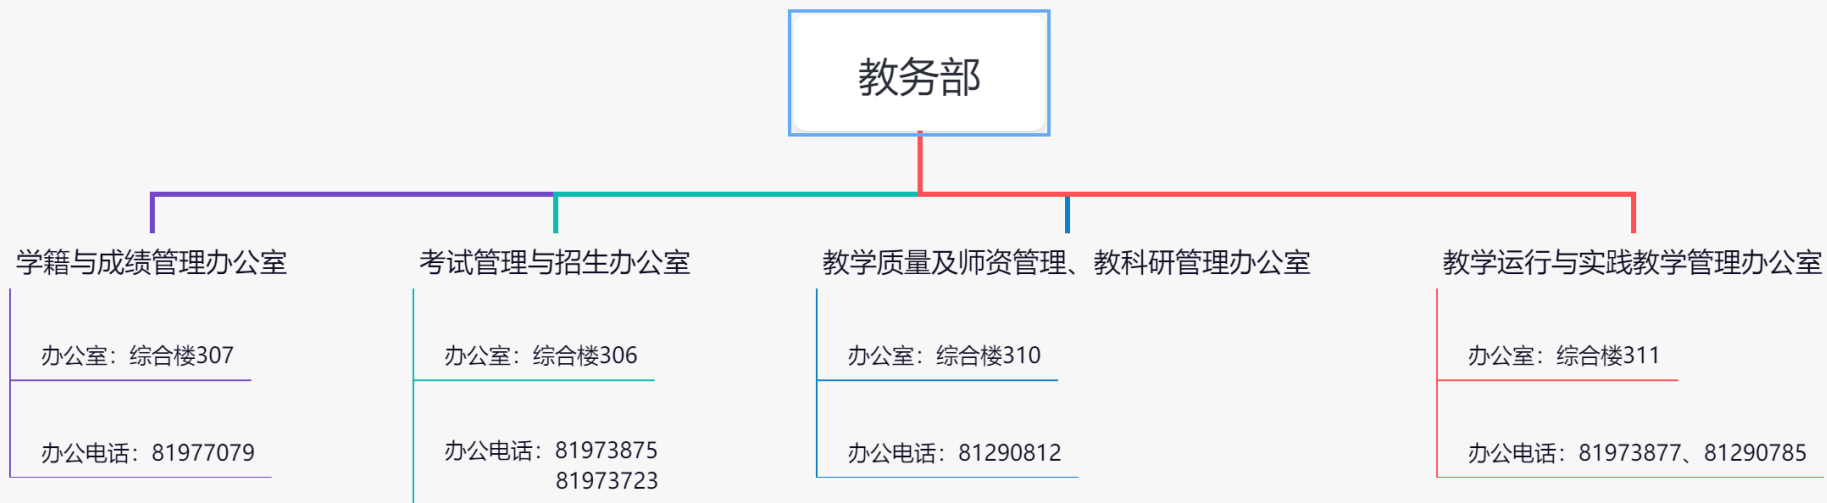 教务部
学籍与成绩管理办公室
办公室：综合楼307
办公电话：81977079
考试管理与招生办公室
办公室：综合楼306
办公电话：81973875
81973723
教学质量及师资管理、教科研管理办公室
办公室：综合楼310
办公电话：81290812
教学运行与实践教学管理办公室
办公室：综合楼311
办公电话：81973877、81290785